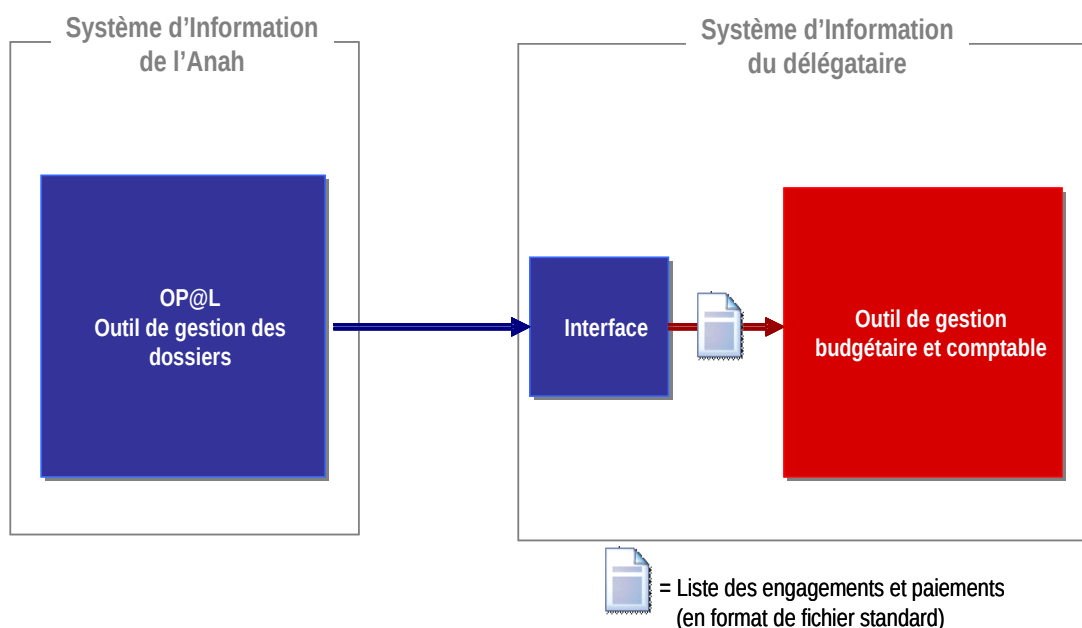 Système d’Information
de l’Anah
Système d’Information
du délégataire
OP@L
Outil de gestion des
dossiers
Interface
Outil de gestion
budgétaire et comptable
= Liste des engagements et paiements
(en format de fichier standard)